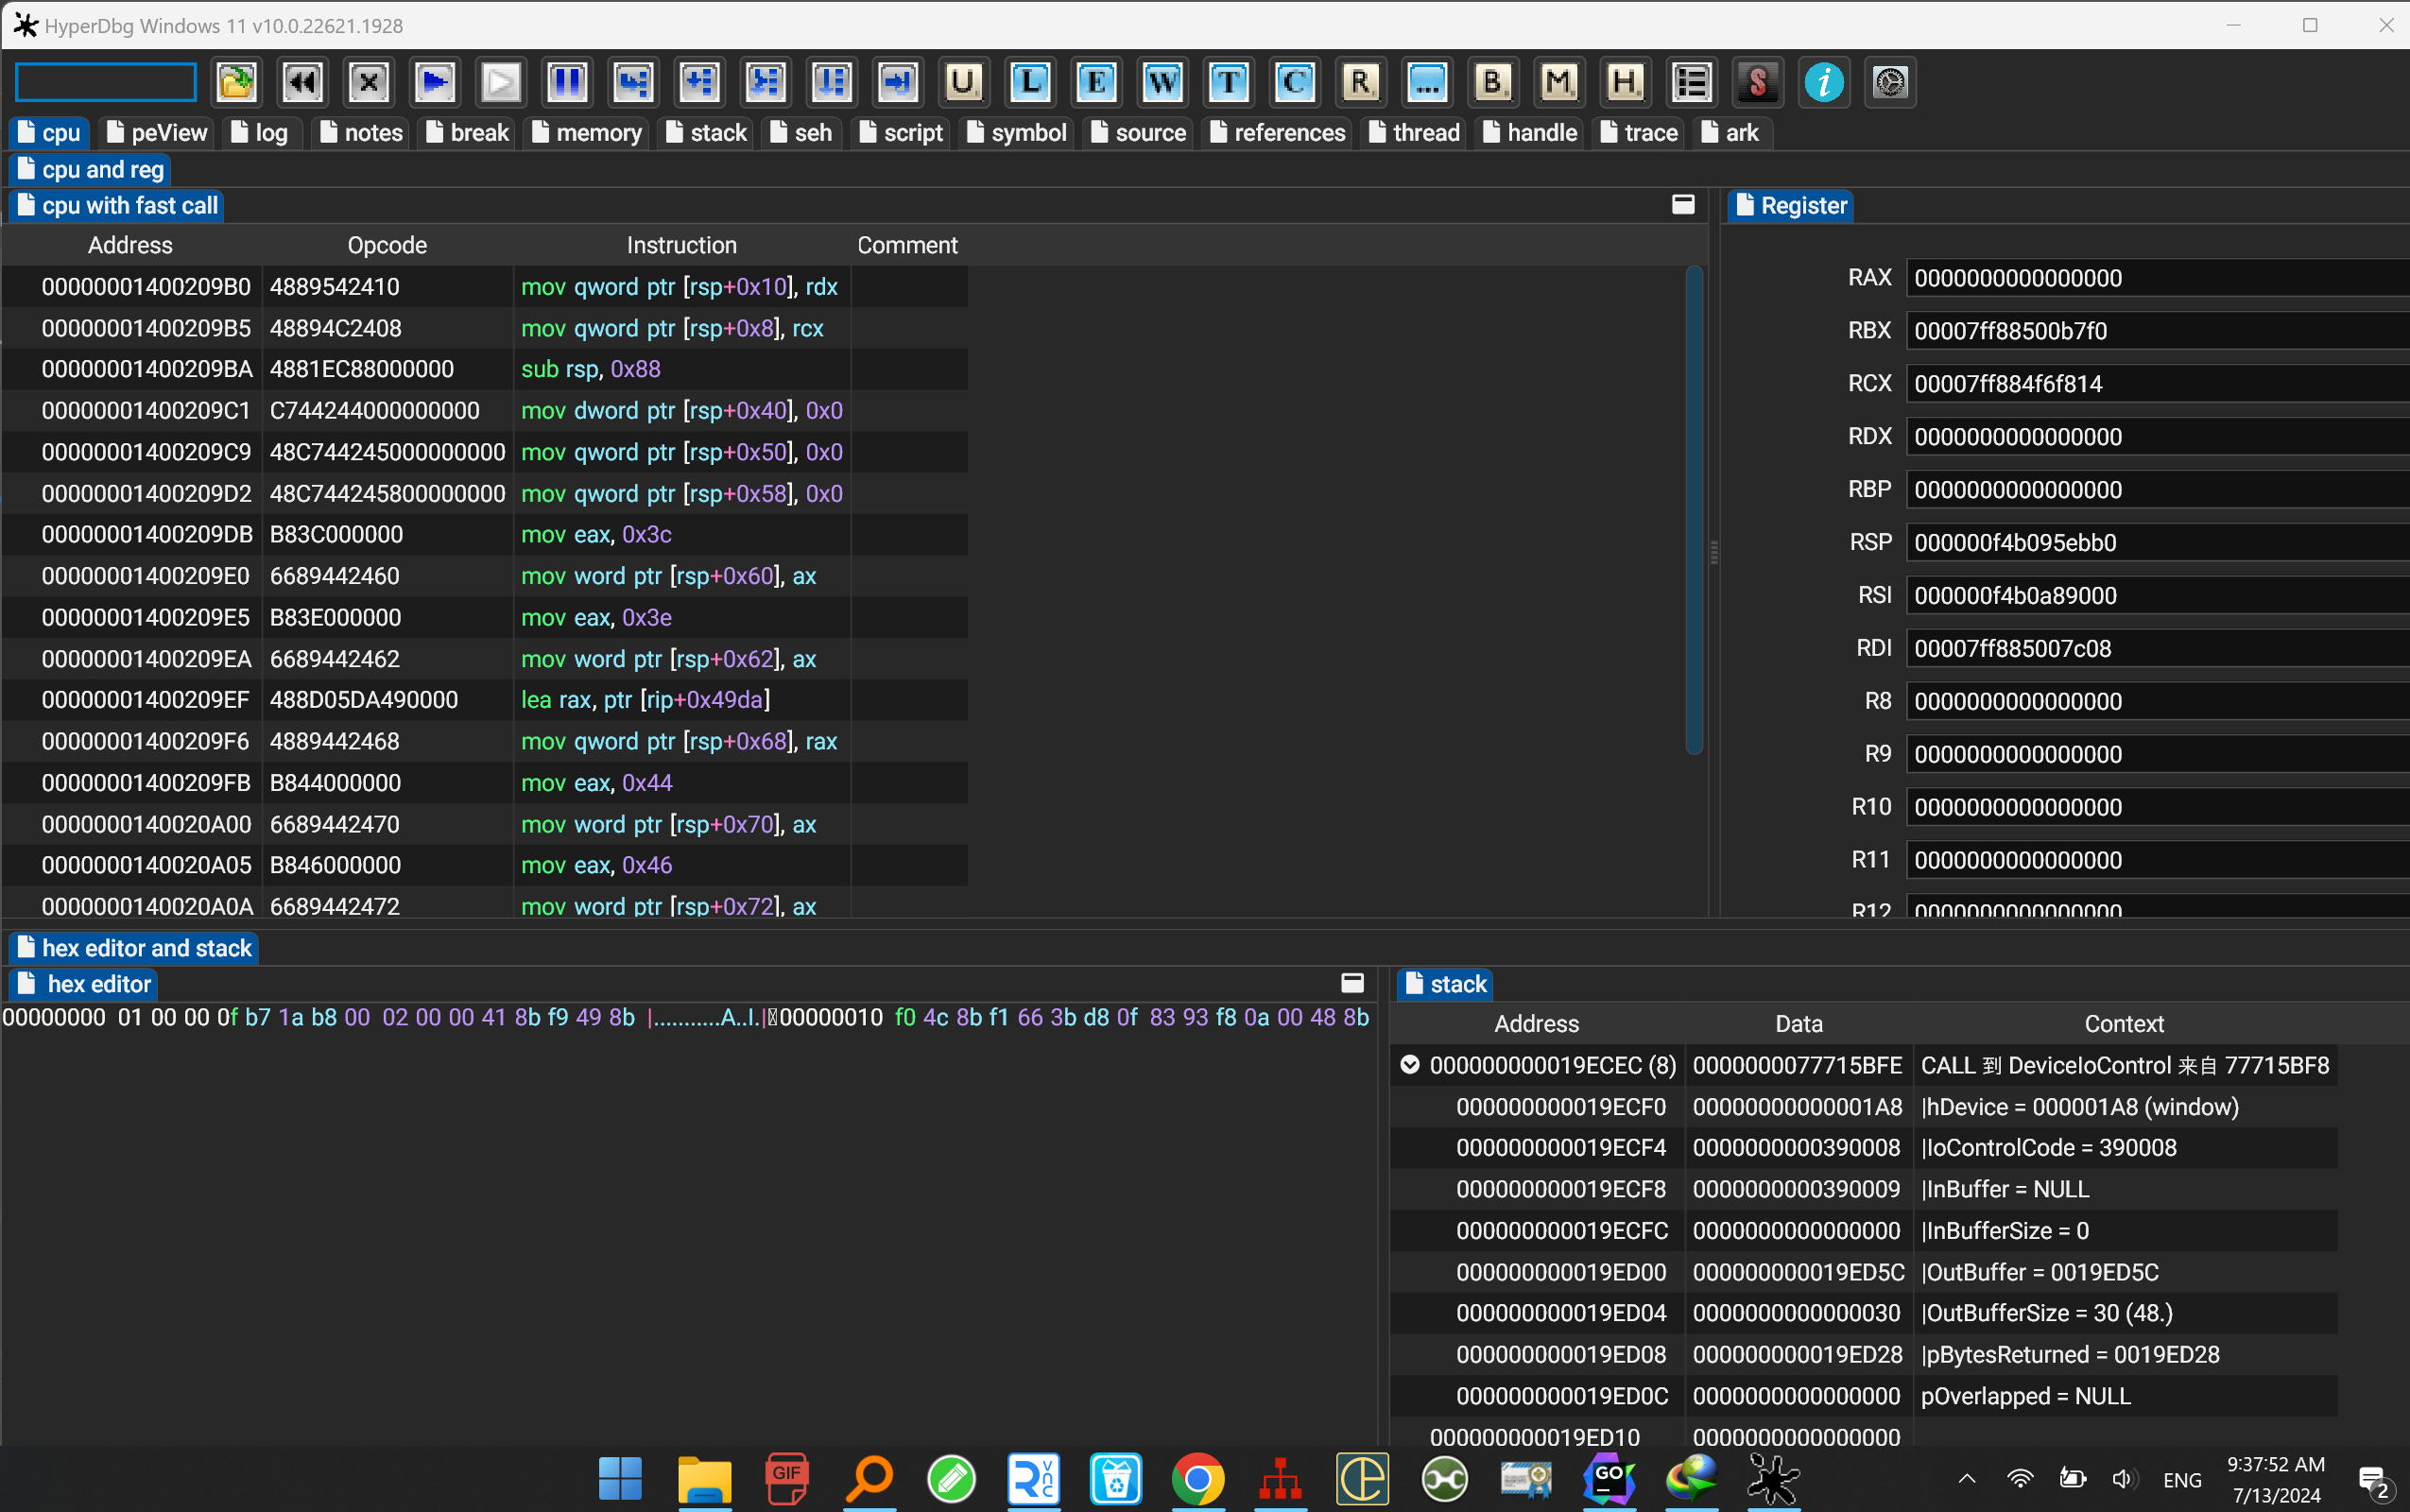 HyperDbg Windows 11 v10.0.22621.1928
U. L E W T C R. ... B. M. H. S i
cpu peView log notes break memory stack seh script symbol source references thread handle trace ark
cpu and reg
cpu with fast call
Address Opcode Instruction Comment
00000001400209B0 4889542410 mov qword ptr [rsp+0x10], rdx
00000001400209B5 48894C2408 mov qword ptr [rsp+0x8], rcx
00000001400209BA 4881EC88000000 sub rsp, 0x88
00000001400209C1 C744244000000000 mov dword ptr [rsp+0x40], 0x0
00000001400209C9 48C744245000000000 mov qword ptr [rsp+0x50], 0x0
00000001400209D2 48C744245800000000 mov qword ptr [rsp+0x58], 0x0
00000001400209DB B83C000000 mov eax, 0x3c
00000001400209E0 6689442460 mov word ptr [rsp+0x60], ax
00000001400209E5 B83E000000 mov eax, 0x3e
00000001400209EA 6689442462 mov word ptr [rsp+0x62], ax
00000001400209EF 488D05DA490000 lea rax, ptr [rip+0x49da]
00000001400209F6 4889442468 mov qword ptr [rsp+0x68], rax
00000001400209FB B844000000 mov eax, 0x44
0000000140020A00 6689442470 mov word ptr [rsp+0x70], ax
0000000140020A05 B846000000 mov eax, 0x46
0000000140020A0A 6689442472 mov word ptr [rsp+0x72], ax
Register
RAX 0000000000000000
RBX 00007ff88500b7f0
RCX 00007ff884f6f814
RDX 0000000000000000
RBP 0000000000000000
RSP 000000f4b095ebb0
RSI 000000f4b0a89000
RDI 00007ff885007c08
R8 0000000000000000
R9 0000000000000000
R10 0000000000000000
R11 0000000000000000
R12 0000000000000000
hex editor and stack
hex editor
00000000 01 00 00 0f b7 1a b8 00 02 00 00 41 8b f9 49 8b |...........A..I.|00000010 f0 4c 8b f1 66 3b d8 0f 83 93 f8 0a 00 48 8b
stack
Address Data Context
000000000019ECEC (8) 0000000077715BFE CALL 到 DeviceIoControl 来自 77715BF8
000000000019ECF0 00000000000001A8 |hDevice = 000001A8 (window)
000000000019ECF4 0000000000390008 |IoControlCode = 390008
000000000019ECF8 0000000000390009 |InBuffer = NULL
000000000019ECFC 0000000000000000 |InBufferSize = 0
000000000019ED00 000000000019ED5C |OutBuffer = 0019ED5C
000000000019ED04 0000000000000030 |OutBufferSize = 30 (48.)
000000000019ED08 000000000019ED28 |pBytesReturned = 0019ED28
000000000019ED0C 0000000000000000 pOverlapped = NULL
000000000019ED10 0000000000000000
GIF
VNC
GO
ENG
9:37:52 AM
7/13/2024
2